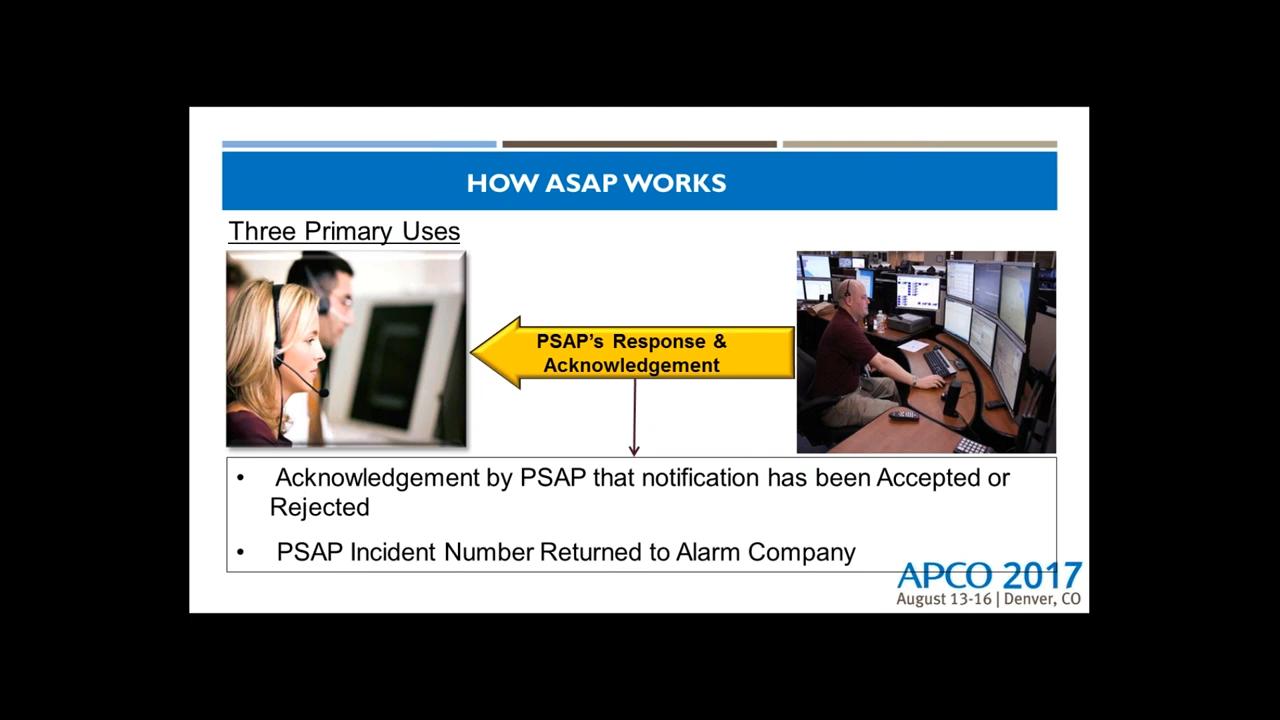 HOW ASAP WORKS
Three Primary Uses
PSAP's Response &
Acknowledgement
• Acknowledgement by PSAP that notification has been Accepted or
Rejected
• PSAP Incident Number Returned to Alarm Company
APCO 2017
August 13-16 | Denver, CO